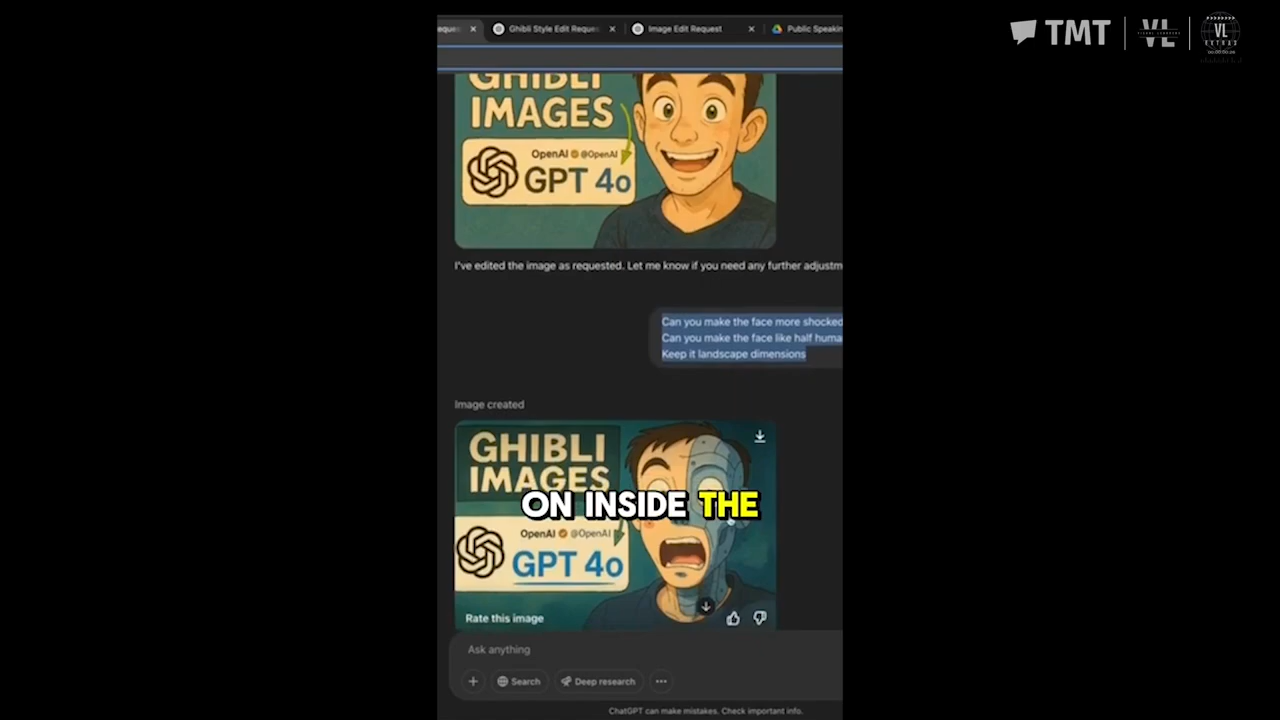 TMT
VL
VL
EXTRAS
Ghibli Style Edit Reques
Image Edit Request
Public Speakin
GHIBLI
IMAGES
OpenAI @OpenAI
GPT 4o
I've edited the image as requested. Let me know if you need any further adjustm
Can you make the face more shocked
Can you make the face like half huma
Keep it landscape dimensions
Image created
GHIBLI
IMAGES
ON INSIDE THE
OpenAI @OpenAI
GPT 4o
Rate this image
Ask anything
Search
Deep research
ChatGPT can make mistakes. Check important info.